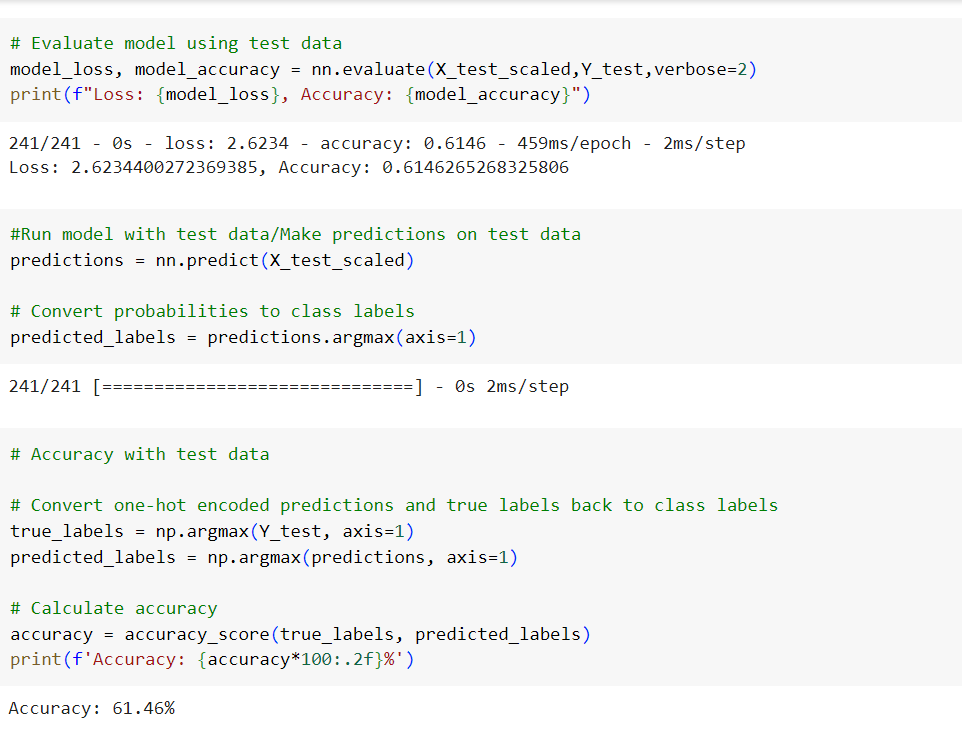 # Evaluate model using test data
model_loss, model_accuracy = nn.evaluate(X_test_scaled,Y_test,verbose=2)
print(f"Loss: {model_loss}, Accuracy: {model_accuracy}")
241/241 - 0s - loss: 2.6234 - accuracy: 0.6146 - 459ms/epoch - 2ms/step
Loss: 2.6234400272369385, Accuracy: 0.6146265268325806
#Run model with test data/Make predictions on test data
predictions = nn.predict(X_test_scaled)
# Convert probabilities to class labels
predicted_labels = predictions.argmax(axis=1)
241/241 [==============================] - 0s 2ms/step
# Accuracy with test data
# Convert one-hot encoded predictions and true labels back to class labels
true_labels = np.argmax(Y_test, axis=1)
predicted_labels = np.argmax(predictions, axis=1)
# Calculate accuracy
accuracy = accuracy_score(true_labels, predicted_labels)
print(f'Accuracy: {accuracy*100:.2f}%')
Accuracy: 61.46%